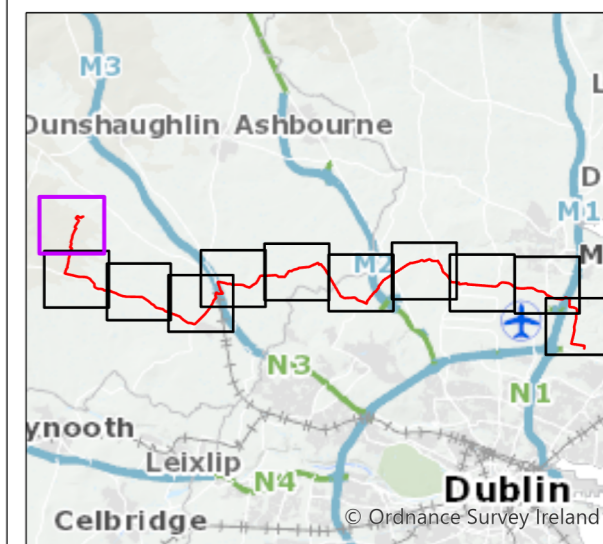 M3
Dunshaughlin Ashbourne
M1
M2
N3
N1
ynooth
Leixlip
N4
Dublin
Celbridge
© Ordnance Survey Ireland